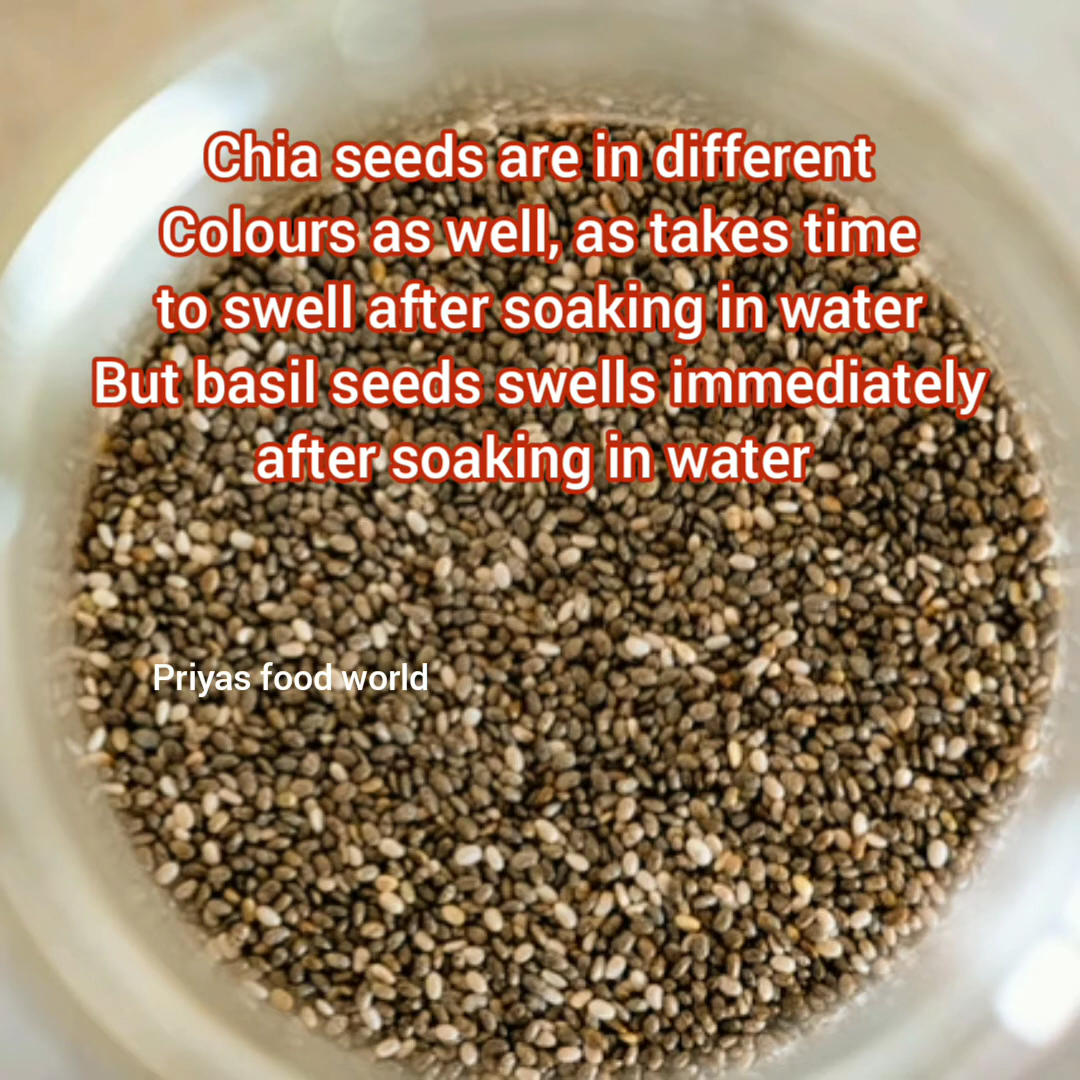 Chia seeds are in different
Colours as well, as takes time
to swell after soaking in water
But basil seeds swells immediately
after soaking in water
Priyas food world